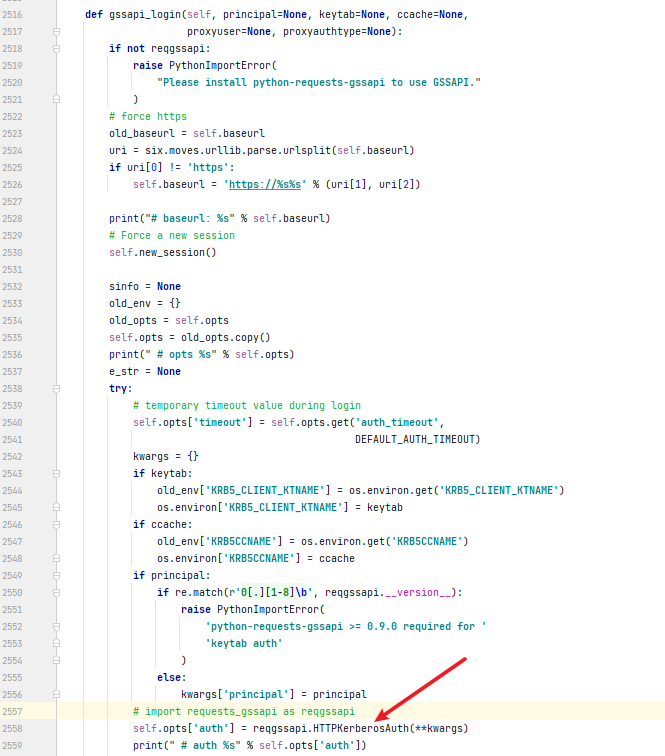 2516 def gssapi_login(self, principal=None, keytab=None, ccache=None,
2517 proxyuser=None, proxyauthtype=None):
2518 if not reqgssapi:
2519 raise PythonImportError(
2520 "Please install python-requests-gssapi to use GSSAPI."
2521 )
2522 # force https
2523 old_baseurl = self.baseurl
2524 uri = six.moves.urllib.parse.urlsplit(self.baseurl)
2525 if uri[0] != 'https':
2526 self.baseurl = 'https://%s%s' % (uri[1], uri[2])
2527
2528 print("# baseurl: %s" % self.baseurl)
2529 # Force a new session
2530 self.new_session()
2531
2532 sinfo = None
2533 old_env = {}
2534 old_opts = self.opts
2535 self.opts = old_opts.copy()
2536 print(" # opts %s" % self.opts)
2537 e_str = None
2538 try:
2539 # temporary timeout value during login
2540 self.opts['timeout'] = self.opts.get('auth_timeout',
2541 DEFAULT_AUTH_TIMEOUT)
2542 kwargs = {}
2543 if keytab:
2544 old_env['KRB5_CLIENT_KTNAME'] = os.environ.get('KRB5_CLIENT_KTNAME')
2545 os.environ['KRB5_CLIENT_KTNAME'] = keytab
2546 if ccache:
2547 old_env['KRB5CCNAME'] = os.environ.get('KRB5CCNAME')
2548 os.environ['KRB5CCNAME'] = ccache
2549 if principal:
2550 if re.match(r'0[.][1-8]\b', reqgssapi.__version__):
2551 raise PythonImportError(
2552 'python-requests-gssapi >= 0.9.0 required for '
2553 'keytab auth'
2554 )
2555 else:
2556 kwargs['principal'] = principal
2557 # import requests_gssapi as reqgssapi
2558 self.opts['auth'] = reqgssapi.HTTPKerberosAuth(**kwargs)
2559 print(" # auth %s" % self.opts['auth'])